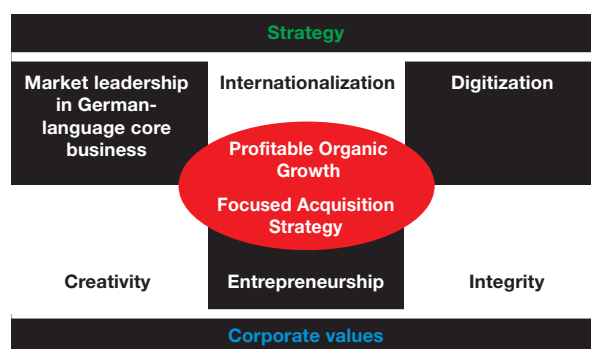 Strategy
Market leadership
in German-
language core
business
Internationalization
Digitization
Profitable Organic
Growth
Focused Acquisition
Strategy
Creativity
Entrepreneurship
Integrity
Corporate values